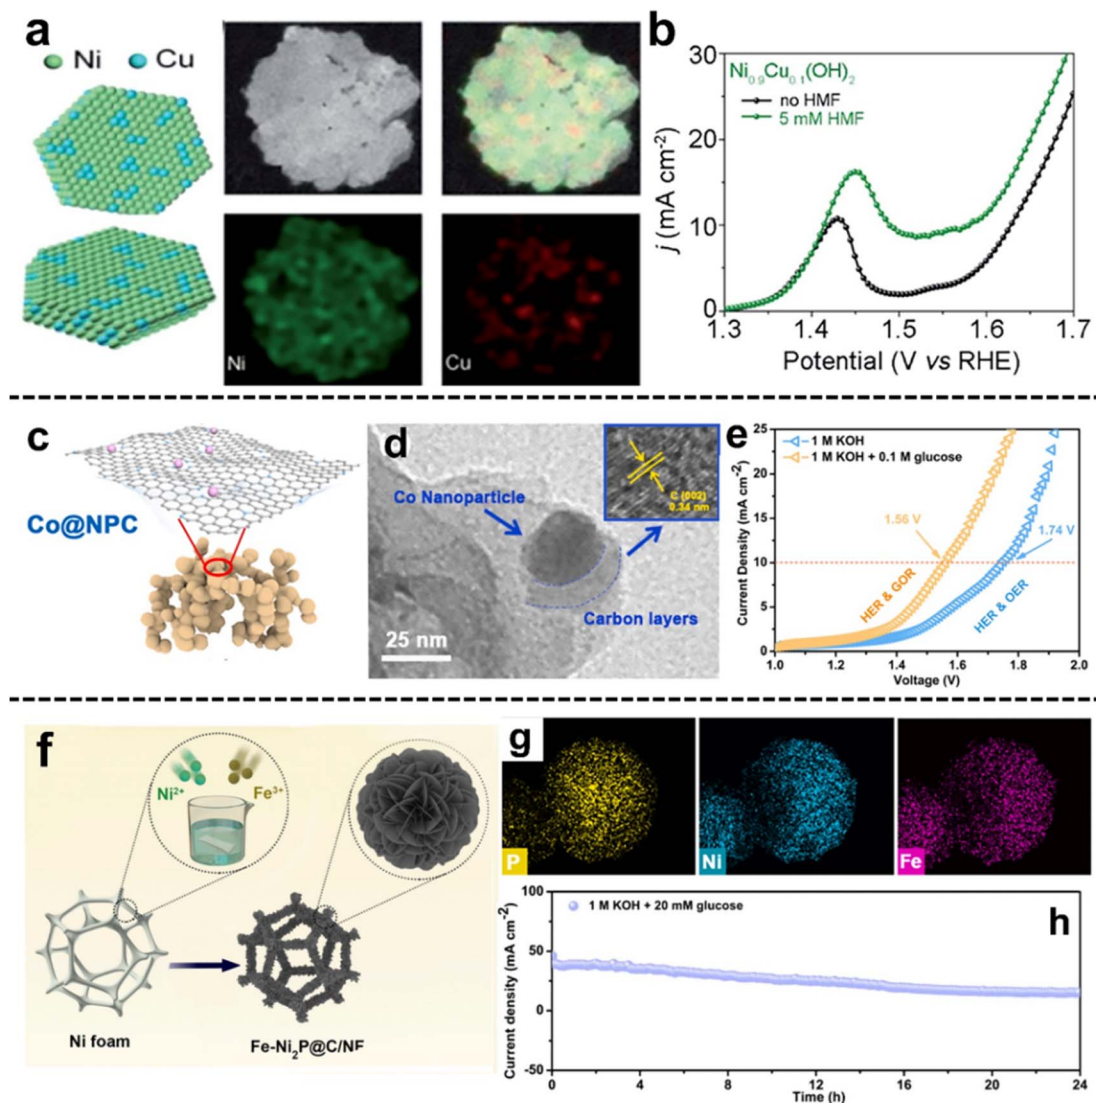 a
Ni Cu
Ni
Cu
b
Ni0.9Cu0.1(OH)2
no HMF
5 mM HMF
j (mA cm-2)
30
20
10
0
1.3 1.4 1.5 1.6 1.7
Potential (V vs RHE)
c
Co@NPC
d
Co Nanoparticle
C (002)
0.34 nm
Carbon layers
25 nm
e
1 M KOH
1 M KOH + 0.1 M glucose
1.56 V
1.74 V
HER & GOR
HER & OER
Current Density (mA cm-2)
25
20
15
10
5
0
1.0 1.2 1.4 1.6 1.8 2.0
Voltage (V)
f
Ni2+
Fe3+
Ni foam
Fe-Ni2P@C/NF
g
P
Ni
Fe
h
1 M KOH + 20 mM glucose
Current density (mA cm-2)
100
50
0
-50
0 4 8 12 16 20 24
Time (h)